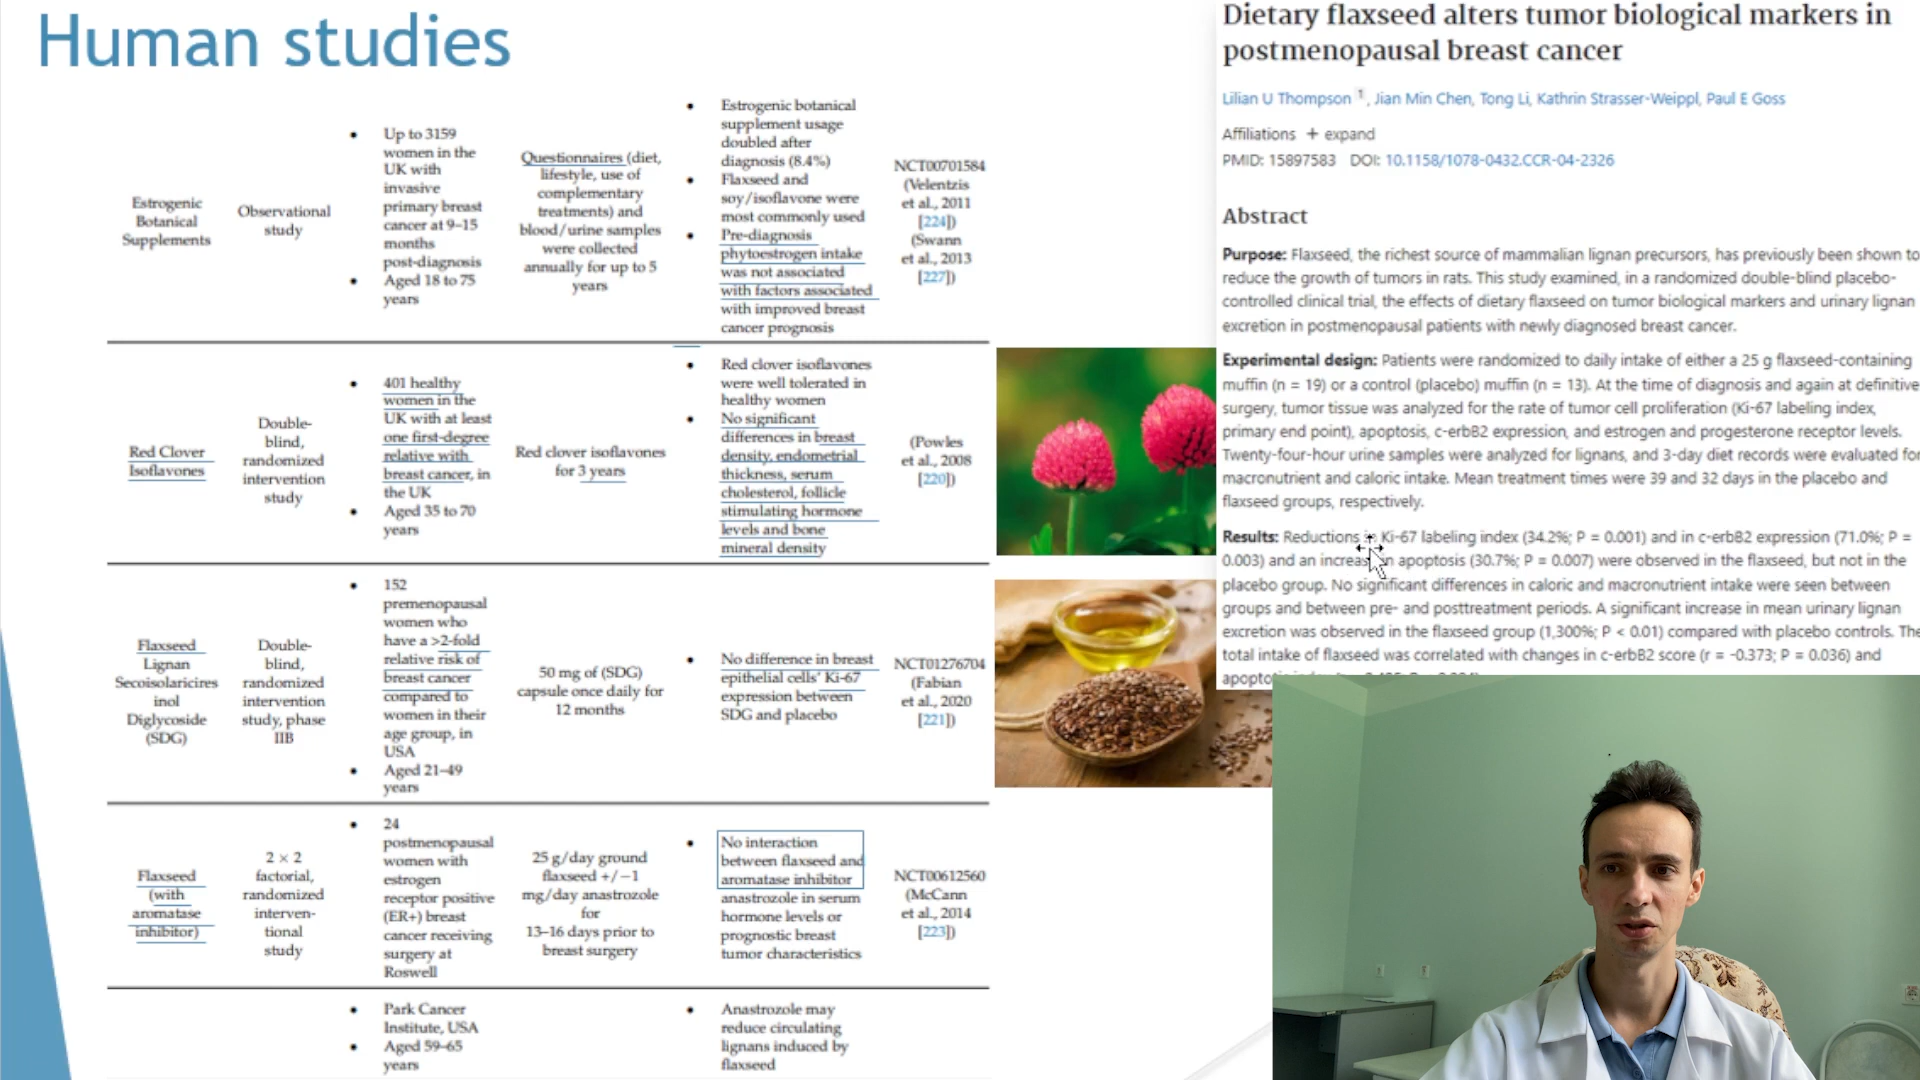 Human studies
Estrogenic
Botanical
Supplements
Observational
study
• Up to 3159
women in the
UK with
invasive
primary breast
cancer at 9–15
months
post-diagnosis
• Aged 18 to 75
years
Questionnaires (diet,
lifestyle, use of
complementary
treatments) and
blood/urine samples
were collected
annually for up to 5
years
• Estrogenic botanical
supplement usage
doubled after
diagnosis (8.4%)
• Flaxseed and
soy/isoflavone were
most commonly used
• Pre-diagnosis
phytoestrogen intake
was not associated
with factors associated
with improved breast
cancer prognosis
NCT00701584
(Velentzis
et al., 2011
[224])
(Swann
et al., 2013
[227])
Red Clover
Isoflavones
Double-
blind,
randomized
intervention
study
• 401 healthy
women in the
UK with at least
one first-degree
relative with
breast cancer, in
the UK
• Aged 35 to 70
years
Red clover isoflavones
for 3 years
• Red clover isoflavones
were well tolerated in
healthy women
• No significant
differences in breast
density, endometrial
thickness, serum
cholesterol, follicle
stimulating hormone
levels and bone
mineral density
(Powles
et al., 2008
[220])
Flaxseed
Lignan
Secoisolaricires
inol
Diglycoside
(SDG)
Double-
blind,
randomized
intervention
study, phase
IIB
• 152
premenopausal
women who
have a >2-fold
relative risk of
breast cancer
compared to
women in their
age group, in
USA
• Aged 21–49
years
50 mg of (SDG)
capsule once daily for
12 months
• No difference in breast
epithelial cells' Ki-67
expression between
SDG and placebo
NCT01276704
(Fabian
et al., 2020
[221])
Flaxseed
(with
aromatase
inhibitor)
2 × 2
factorial,
randomized
interven-
tional
study
• 24
postmenopausal
women with
estrogen
receptor positive
(ER+) breast
cancer receiving
surgery at
Roswell
25 g/day ground
flaxseed +/−1
mg/day anastrozole
for
13–16 days prior to
breast surgery
• No interaction
between flaxseed and
aromatase inhibitor
anastrozole in serum
hormone levels or
prognostic breast
tumor characteristics
NCT00612560
(McCann
et al., 2014
[223])
• Park Cancer
Institute, USA
• Aged 59–65
years
• Anastrozole may
reduce circulating
lignans induced by
flaxseed
Dietary flaxseed alters tumor biological markers in
postmenopausal breast cancer
Lilian U Thompson 1, Jian Min Chen, Tong Li, Kathrin Strasser-Weippl, Paul E Goss
Affiliations + expand
PMID: 15897583 DOI: 10.1158/1078-0432.CCR-04-2326
Abstract
Purpose: Flaxseed, the richest source of mammalian lignan precursors, has previously been shown to
reduce the growth of tumors in rats. This study examined, in a randomized double-blind placebo-
controlled clinical trial, the effects of dietary flaxseed on tumor biological markers and urinary lignan
excretion in postmenopausal patients with newly diagnosed breast cancer.
Experimental design: Patients were randomized to daily intake of either a 25 g flaxseed-containing
muffin (n = 19) or a control (placebo) muffin (n = 13). At the time of diagnosis and again at definitive
surgery, tumor tissue was analyzed for the rate of tumor cell proliferation (Ki-67 labeling index,
primary end point), apoptosis, c-erbB2 expression, and estrogen and progesterone receptor levels.
Twenty-four-hour urine samples were analyzed for lignans, and 3-day diet records were evaluated for
macronutrient and caloric intake. Mean treatment times were 39 and 32 days in the placebo and
flaxseed groups, respectively.
Results: Reductions in Ki-67 labeling index (34.2%; P = 0.001) and in c-erbB2 expression (71.0%; P =
0.003) and an increase in apoptosis (30.7%; P = 0.007) were observed in the flaxseed, but not in the
placebo group. No significant differences in caloric and macronutrient intake were seen between
groups and between pre- and posttreatment periods. A significant increase in mean urinary lignan
excretion was observed in the flaxseed group (1,300%; P < 0.01) compared with placebo controls. The
total intake of flaxseed was correlated with changes in c-erbB2 score (r = -0.373; P = 0.036) and